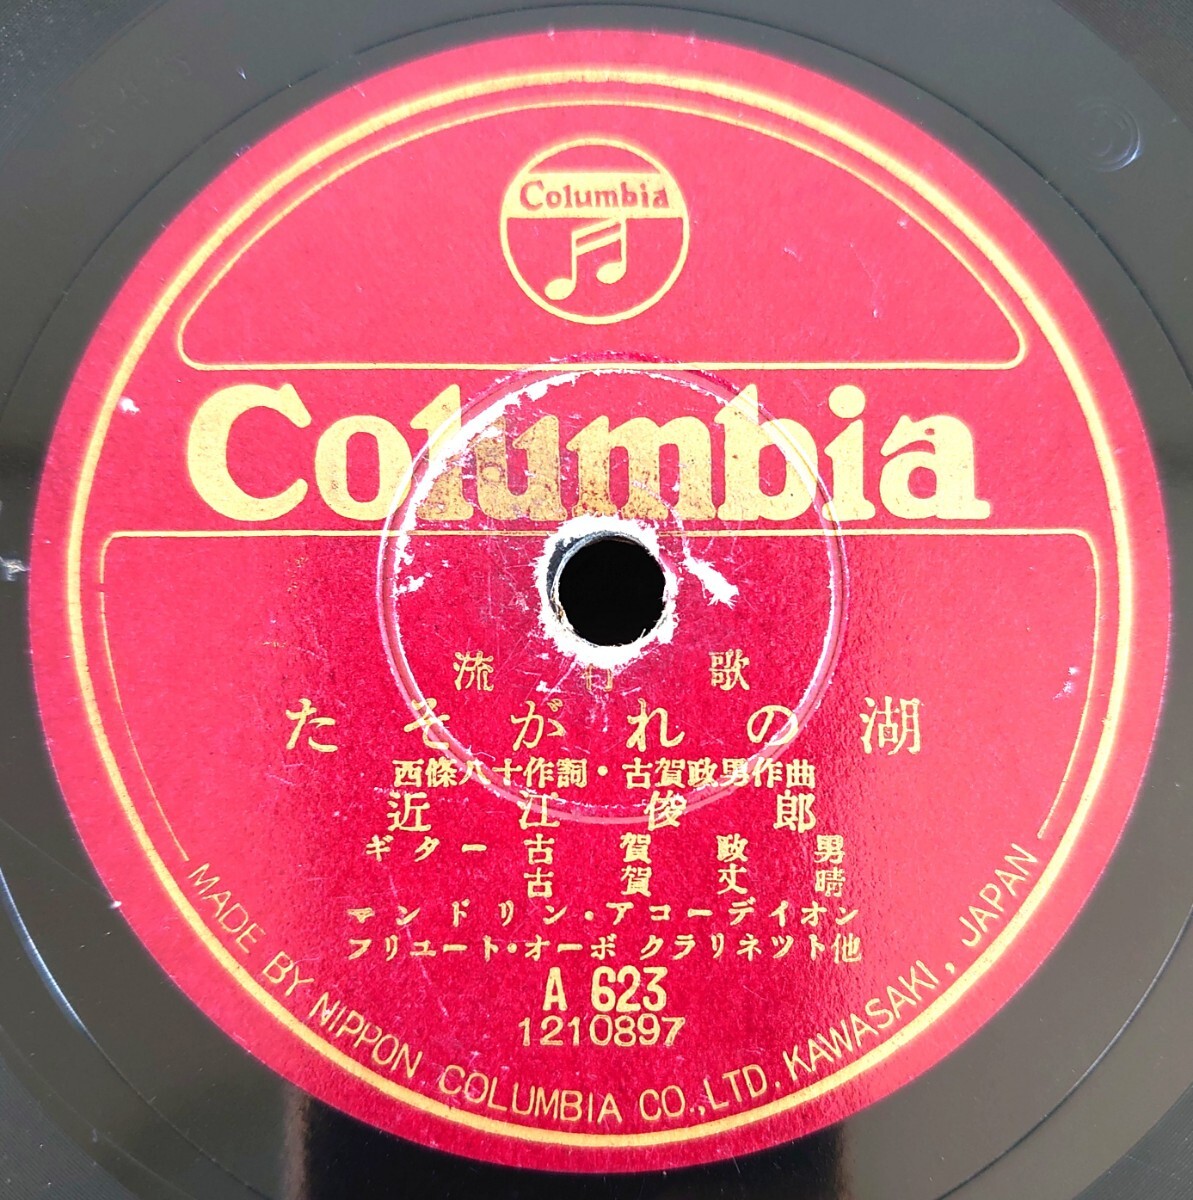 Columbia
Columbia
流行歌
たそがれの湖
西條八十作詞・古賀政男作曲
近江俊郎
ギター 古賀政男
古賀丈晴
マンドリン・アコーデイオン
フリユート・オーボ クラリネツト他
A 623
1210897
MADE BY NIPPON COLUMBIA CO., LTD. KAWASAKI, JAPAN